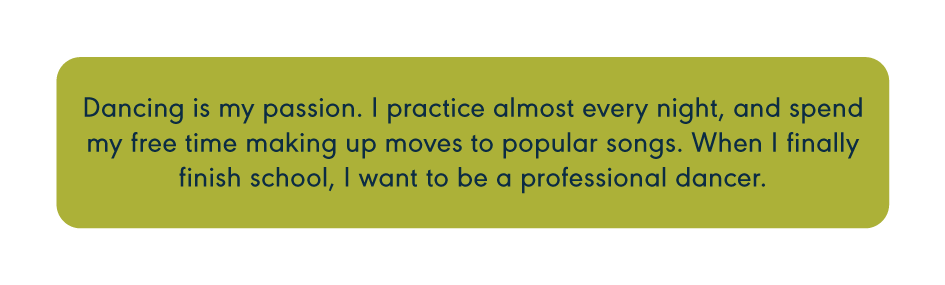 Dancing is my passion. I practice almost every night, and spend
my free time making up moves to popular songs. When I finally
finish school, I want to be a professional dancer.